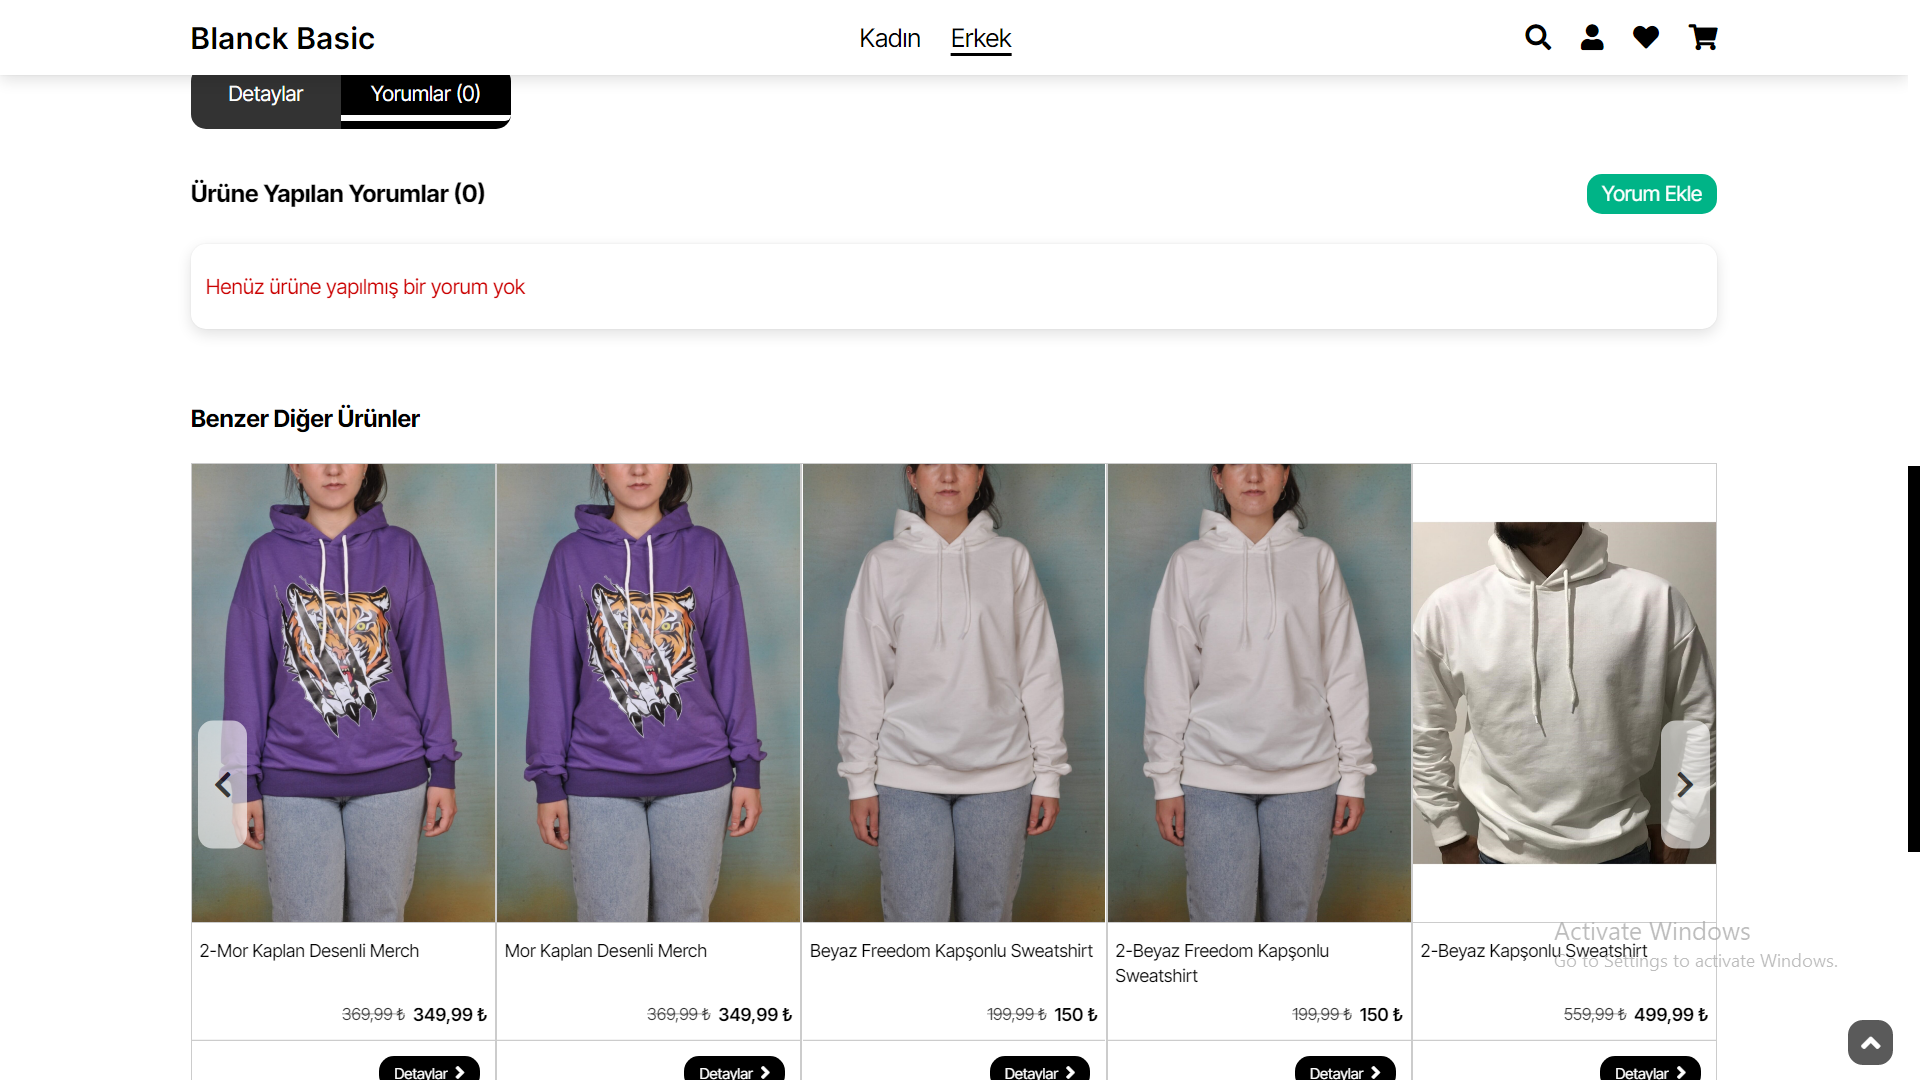 Blanck Basic
Kadın
Erkek
Detaylar
Yorumlar (0)
Ürüne Yapılan Yorumlar (0)
Yorum Ekle
Henüz ürüne yapılmış bir yorum yok
Benzer Diğer Ürünler
2-Mor Kaplan Desenli Merch
369,99 ₺ 349,99 ₺
Detaylar
Mor Kaplan Desenli Merch
369,99 ₺ 349,99 ₺
Detaylar
Beyaz Freedom Kapşonlu Sweatshirt
199,99 ₺ 150 ₺
Detaylar
2-Beyaz Freedom Kapşonlu
Sweatshirt
199,99 ₺ 150 ₺
Detaylar
2-Beyaz Kapşonlu Sweatshirt
559,99 ₺ 499,99 ₺
Detaylar
Activate Windows
Go to Settings to activate Windows.